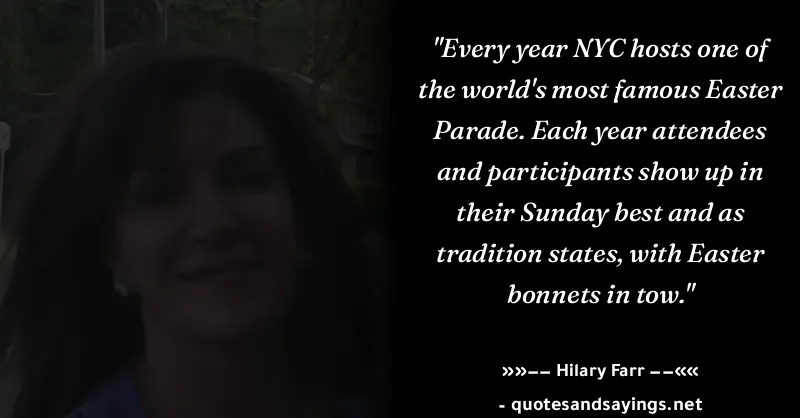 "Every year NYC hosts one of
the world's most famous Easter
Parade. Each year attendees
and participants show up in
their Sunday best and as
tradition states, with Easter
bonnets in tow."
»»–– Hilary Farr ––««
- quotesandsayings.net